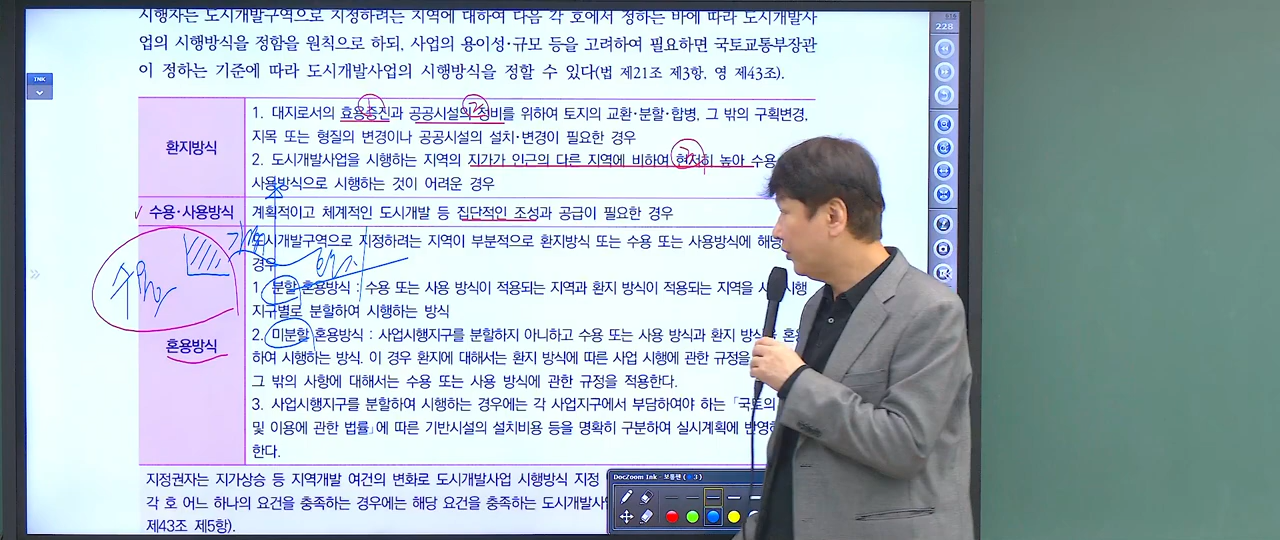 시행자는 도시개발구역으로 지정하려는 지역에 대하여 다음 각 호에서 정하는 바에 따라 도시개발사
업의 시행방식을 정함을 원칙으로 하되, 사업의 용이성·규모 등을 고려하여 필요하면 국토교통부장관
이 정하는 기준에 따라 도시개발사업의 시행방식을 정할 수 있다(법 제21조 제3항, 영 제43조).
환지방식
1. 대지로서의 효용증진과 공공시설의 정비를 위하여 토지의 교환·분할·합병, 그 밖의 구획변경,
지목 또는 형질의 변경이나 공공시설의 설치·변경이 필요한 경우
2. 도시개발사업을 시행하는 지역의 지가가 인근의 다른 지역에 비하여 현저히 높아 수용
사용방식으로 시행하는 것이 어려운 경우
수용·사용방식
계획적이고 체계적인 도시개발 등 집단적인 조성과 공급이 필요한 경우
혼용방식
도시개발구역으로 지정하려는 지역이 부분적으로 환지방식 또는 수용 또는 사용방식에 해당
경우
1. 분할 혼용방식 : 수용 또는 사용 방식이 적용되는 지역과 환지 방식이 적용되는 지역을 시행
지구별로 분할하여 시행하는 방식
2. 미분할 혼용방식 : 사업시행지구를 분할하지 아니하고 수용 또는 사용 방식과 환지 방식을 혼용
하여 시행하는 방식. 이 경우 환지에 대해서는 환지 방식에 따른 사업 시행에 관한 규정을
그 밖의 사항에 대해서는 수용 또는 사용 방식에 관한 규정을 적용한다.
3. 사업시행지구를 분할하여 시행하는 경우에는 각 사업지구에서 부담하여야 하는 「국토의
및 이용에 관한 법률」에 따른 기반시설의 설치비용 등을 명확히 구분하여 실시계획에 반영
한다.
지정권자는 지가상승 등 지역개발 여건의 변화로 도시개발사업 시행방식 지정
각 호 어느 하나의 요건을 충족하는 경우에는 해당 요건을 충족하는 도시개발사
제43조 제5항).
수용
환지
INK
228
DocZoom Ink - 보통펜 ( 3 )